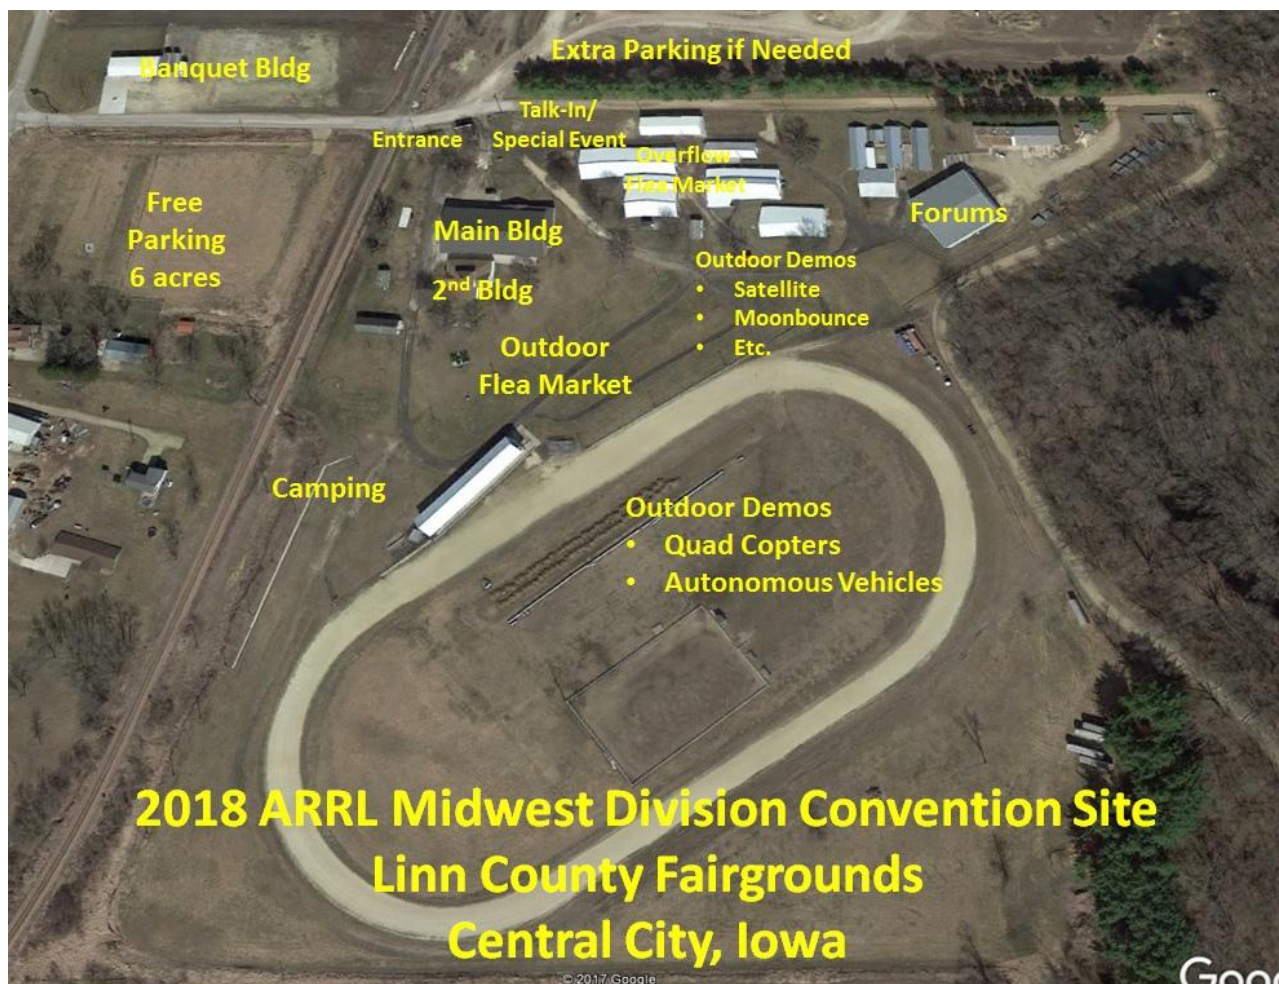 Extra Parking if Needed
Banquet Bldg
Talk-In/
Special Event
Entrance
Overflow
Flea Market
Free
Parking
6 acres
Main Bldg
Forums
2nd Bldg
Outdoor Demos
• Satellite
• Moonbounce
• Etc.
Outdoor
Flea Market
Camping
Outdoor Demos
• Quad Copters
• Autonomous Vehicles
2018 ARRL Midwest Division Convention Site
Linn County Fairgrounds
Central City, Iowa
© 2017 Google